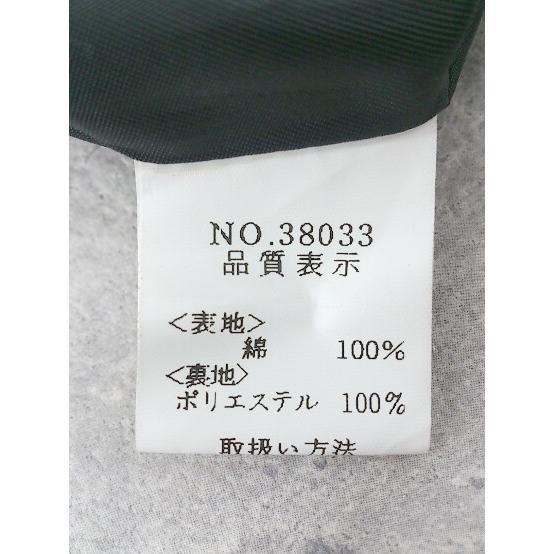 NO.38033
品質表示
<表地>
綿 100%
<裏地>
ポリエステル 100%
取扱い方法